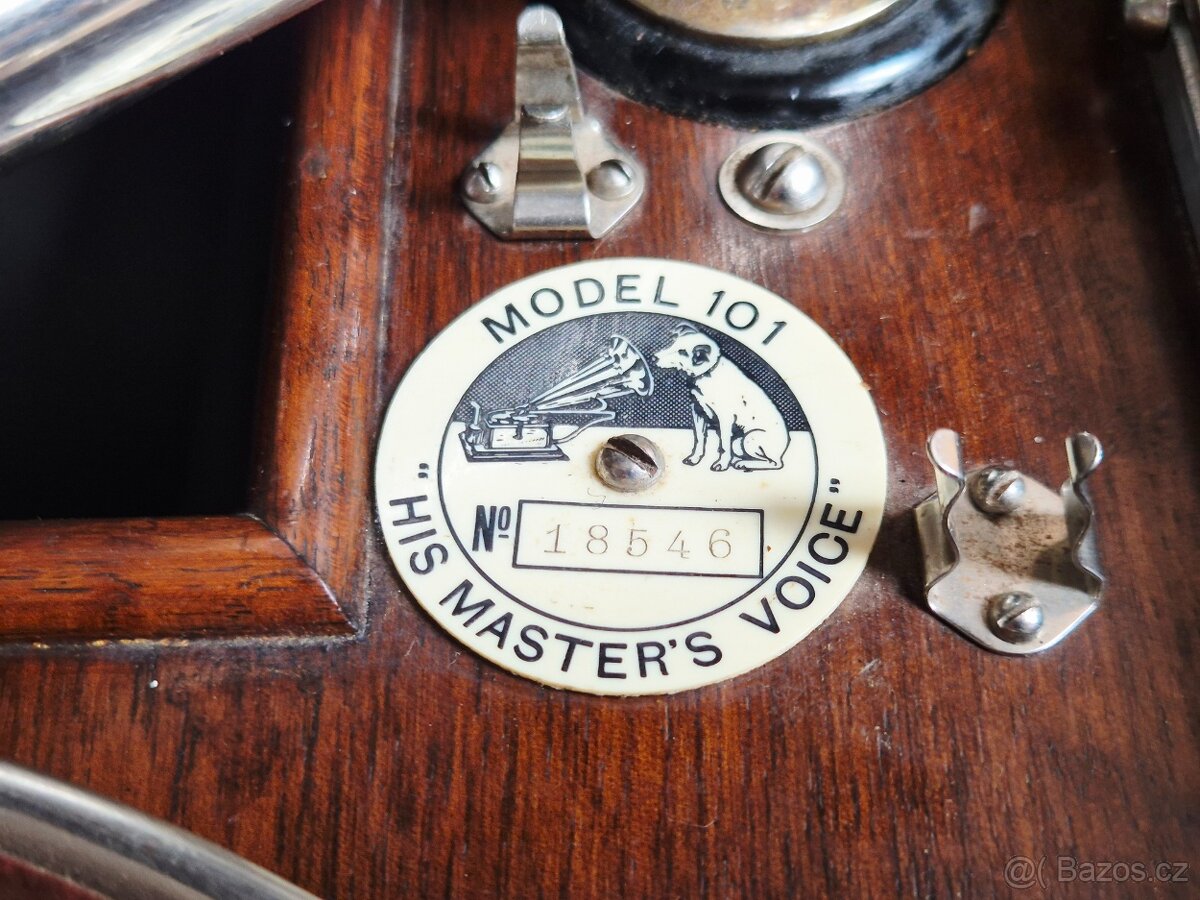 MODEL 101
Nº 18546
„HIS MASTER'S VOICE"
@( Bazos.cz